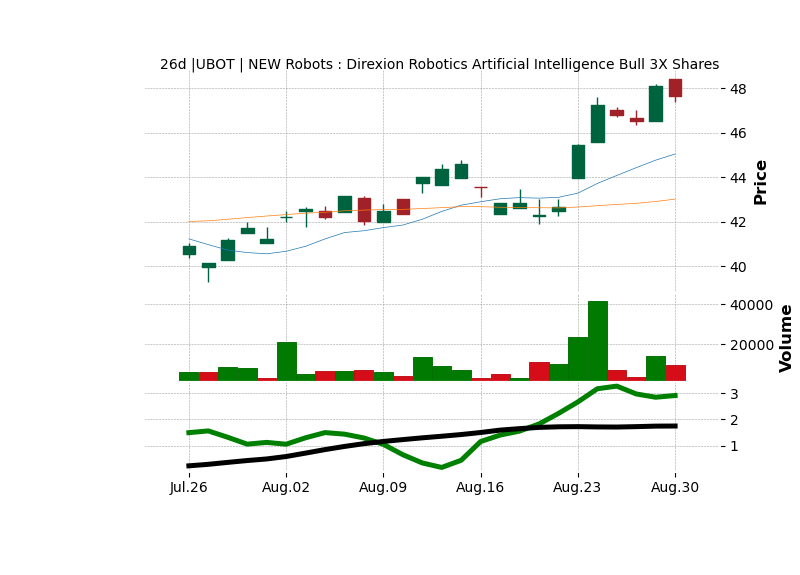 26d |UBOT | NEW Robots : Direxion Robotics Artificial Intelligence Bull 3X Shares
48
46
44
42
40
Price
40000
20000
Volume
3
2
1
Jul.26 Aug.02 Aug.09 Aug.16 Aug.23 Aug.30